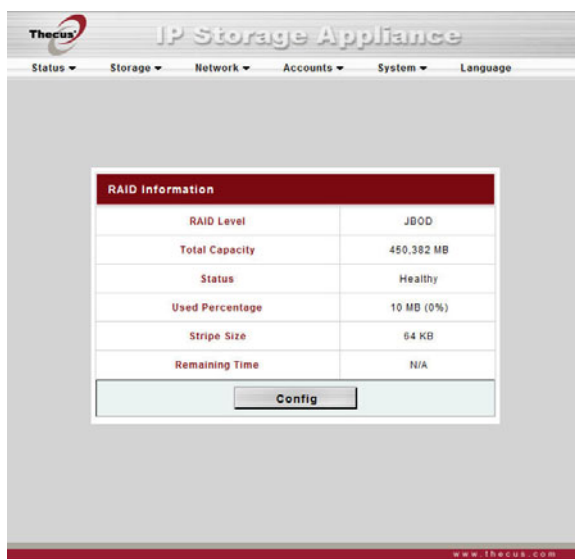 Thecus
IP Storage Appliance
Status Storage Network Accounts System Language
RAID Information
RAID Level JBOD
Total Capacity 450,382 MB
Status Healthy
Used Percentage 10 MB (0%)
Stripe Size 64 KB
Remaining Time N/A
Config
www.thecus.com